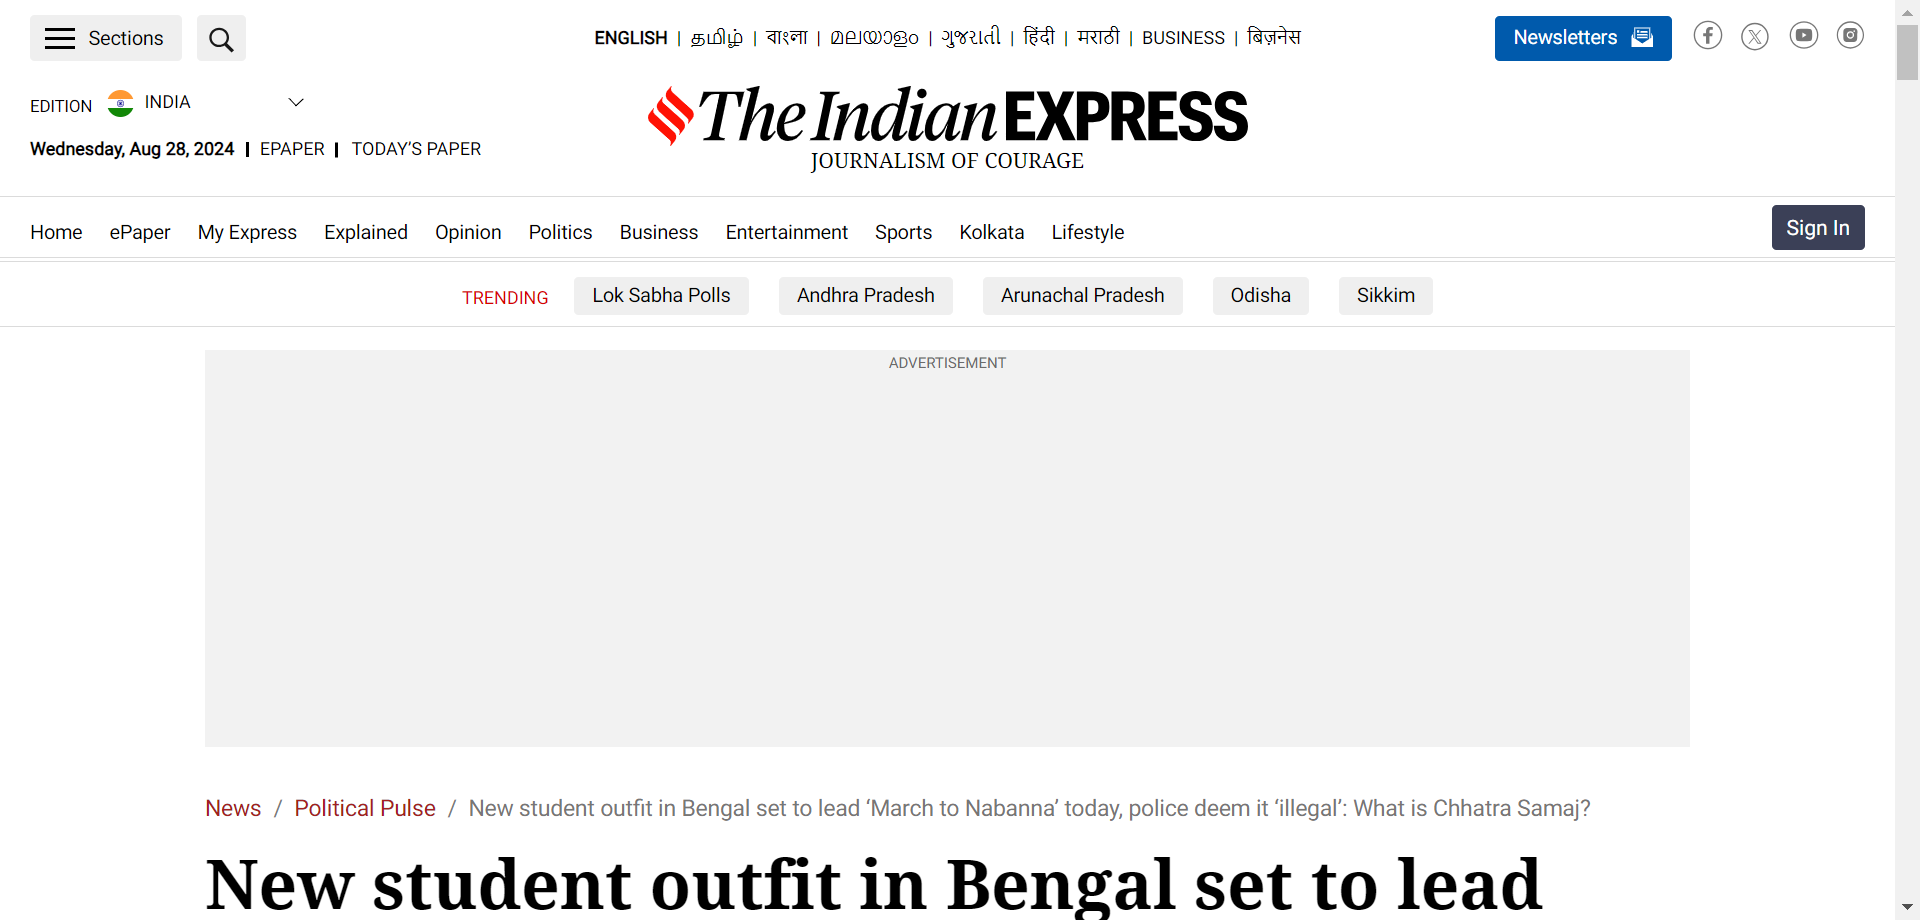 Sections
ENGLISH | தமிழ் | বাংলা | മലയാളം | ગુજરાતી | हिंदी | मराठी | BUSINESS | बिज़नेस
Newsletters
EDITION INDIA
The Indian EXPRESS
JOURNALISM OF COURAGE
Wednesday, Aug 28, 2024 | EPAPER | TODAY’S PAPER
Home ePaper My Express Explained Opinion Politics Business Entertainment Sports Kolkata Lifestyle
Sign In
TRENDING Lok Sabha Polls Andhra Pradesh Arunachal Pradesh Odisha Sikkim
ADVERTISEMENT
News / Political Pulse / New student outfit in Bengal set to lead ‘March to Nabanna’ today, police deem it ‘illegal’: What is Chhatra Samaj?
New student outfit in Bengal set to lead